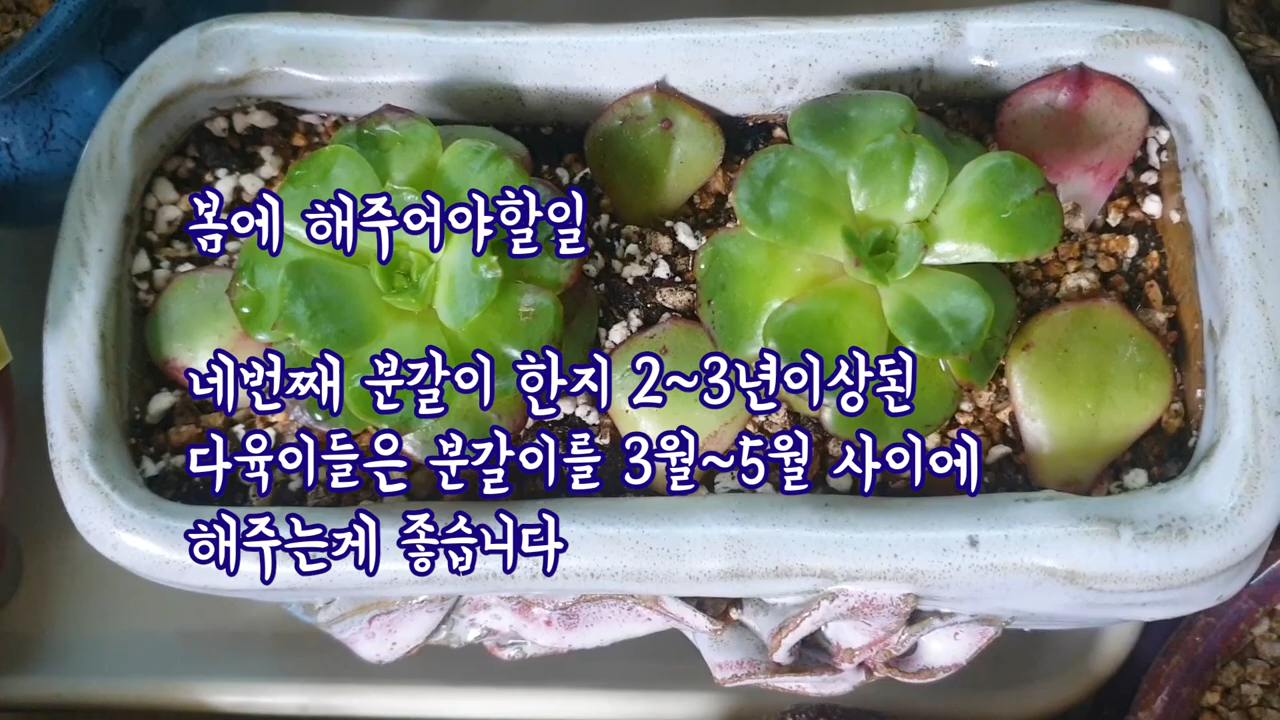 봄에 해주어야할일
네번째 분갈이 한지 2~3년이상된
다육이들은 분갈이를 3월~5월 사이에
해주는게 좋습니다